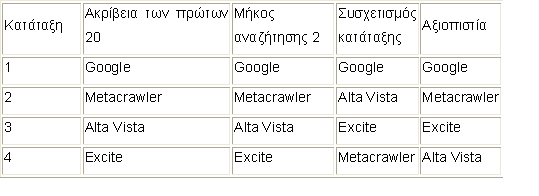 Κατάταξη Ακρίβεια των πρώτων 20 Μήκος αναζήτησης 2 Συσχετισμός κατάταξης Αξιοπιστία
1 Google Google Google Google
2 Metacrawler Metacrawler Alta Vista Metacrawler
3 Alta Vista Alta Vista Excite Excite
4 Excite Excite Metacrawler Alta Vista